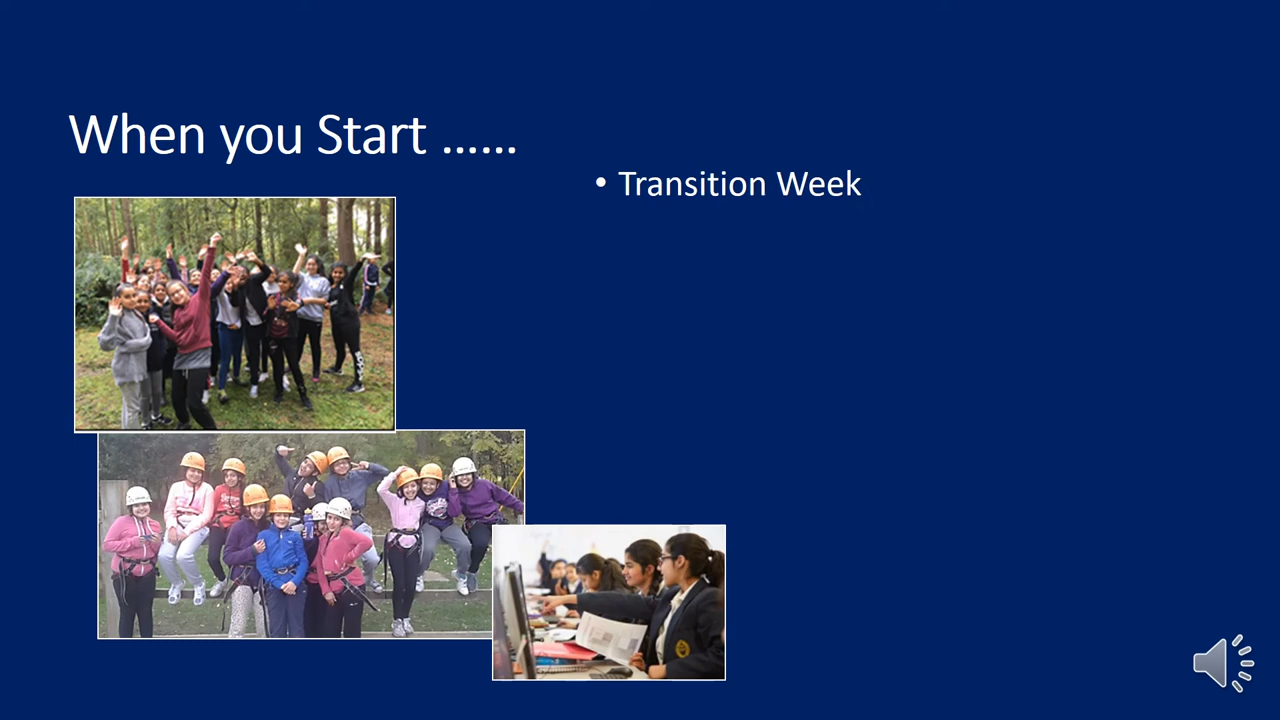 When you Start ......
• Transition Week